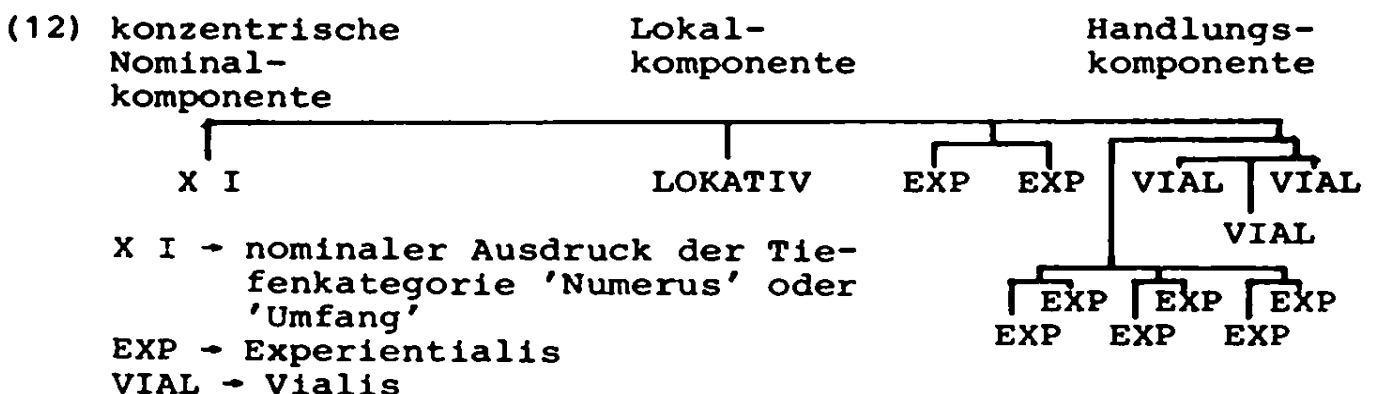 (12) konzentrische Lokal- Handlungs-
Nominal- komponente komponente
komponente
X I LOKATIV EXP EXP VIAL VIAL
VIAL
X I → nominaler Ausdruck der Tie-
fenkategorie 'Numerus' oder
'Umfang'
EXP EXP EXP
EXP EXP EXP
EXP → Experientialis
VIAL → Vialis